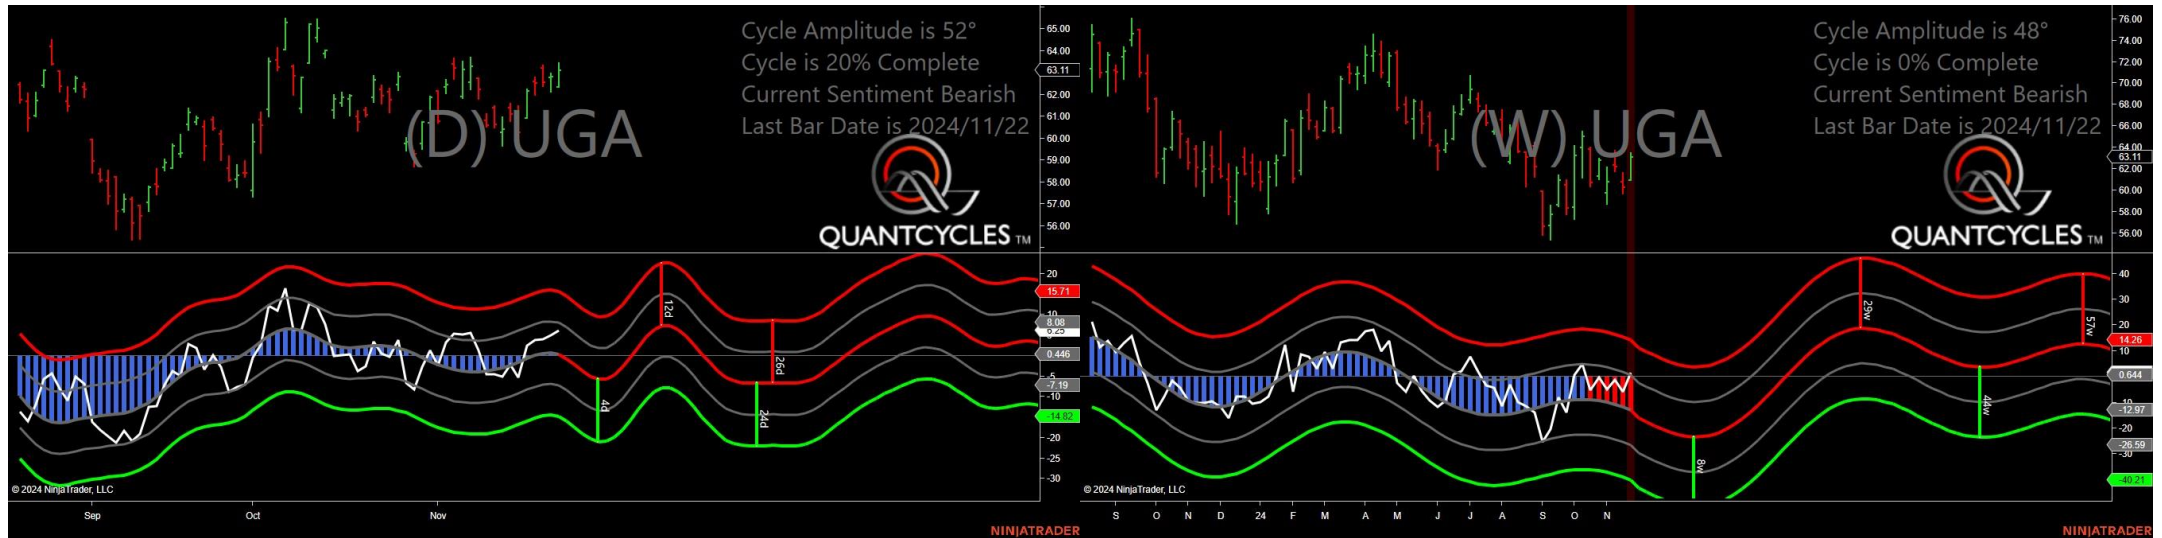 Cycle Amplitude is 52°
Cycle is 20% Complete
Current Sentiment Bearish
Last Bar Date is 2024/11/22
(D) UGA
QUANTCYCLES TM
65.00
64.00
63.11
62.00
61.00
60.00
59.00
58.00
57.00
56.00
20
15.71
10
8.08
6.25
0.446
-5
-7.19
-10
-14.82
-20
-25
-30
4d
12d
24d
26d
© 2024 NinjaTrader, LLC
Sep Oct Nov
NINJATRADER
Cycle Amplitude is 48°
Cycle is 0% Complete
Current Sentiment Bearish
Last Bar Date is 2024/11/22
(W) UGA
QUANTCYCLES TM
76.00
74.00
72.00
70.00
68.00
66.00
64.00
63.11
62.00
60.00
58.00
56.00
40
30
20
14.26
10
0.644
-12.97
-20
-26.59
-30
-40.21
8w
29w
44w
57w
© 2024 NinjaTrader, LLC
S O N D 24 F M A M J J A S O N
NINJATRADER